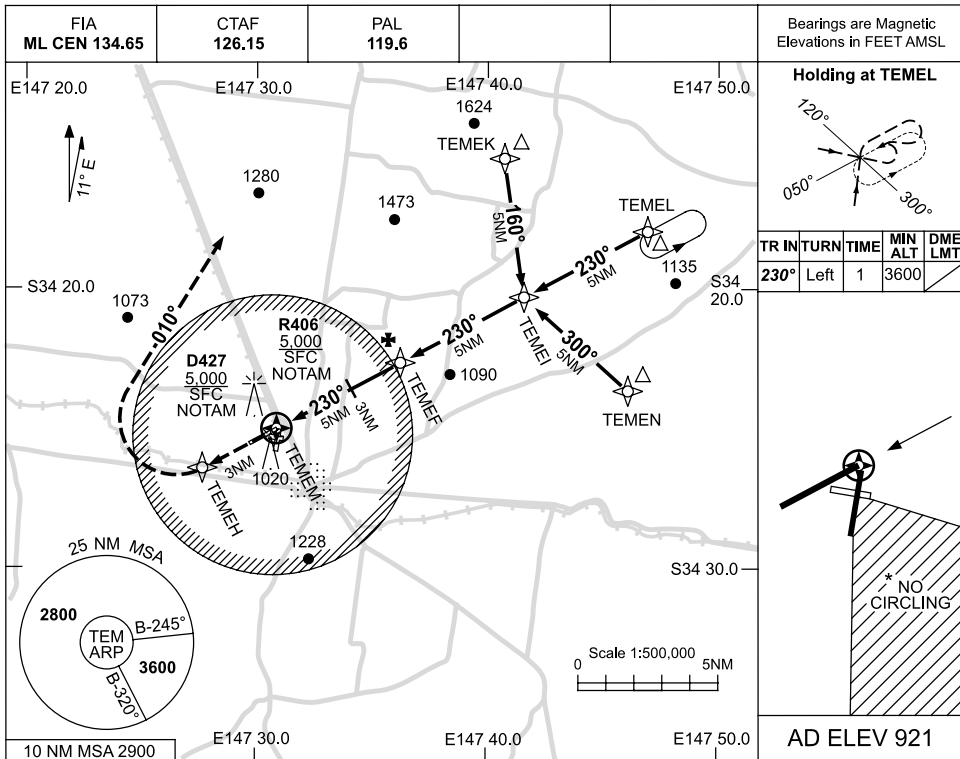 FIA
ML CEN 134.65
CTAF
126.15
PAL
119.6
Bearings are Magnetic
Elevations in FEET AMSL
E147 20.0
E147 30.0
E147 40.0
E147 50.0
11° E
1624
TEMEK
1280
1473
160°
5NM
TEMEL
230°
5NM
1135
S34 20.0
S34
20.0
1073
010°
R406
5,000
SFC
NOTAM
D427
5,000
SFC
NOTAM
230°
5NM
TEMEI
300°
5NM
TEMEN
TEMEF
1090
230°
5NM
3NM
TEMEM
1020
3NM
TEMEH
1228
S34 30.0
25 NM MSA
2800
TEM
ARP
B-245°
3600
B-320°
10 NM MSA 2900
Scale 1:500,000
0
5NM
E147 30.0
E147 40.0
E147 50.0
Holding at TEMEL
120°
050°
300°
TR IN TURN TIME MIN ALT DME LMT
230° Left 1 3600
* NO
CIRCLING
AD ELEV 921